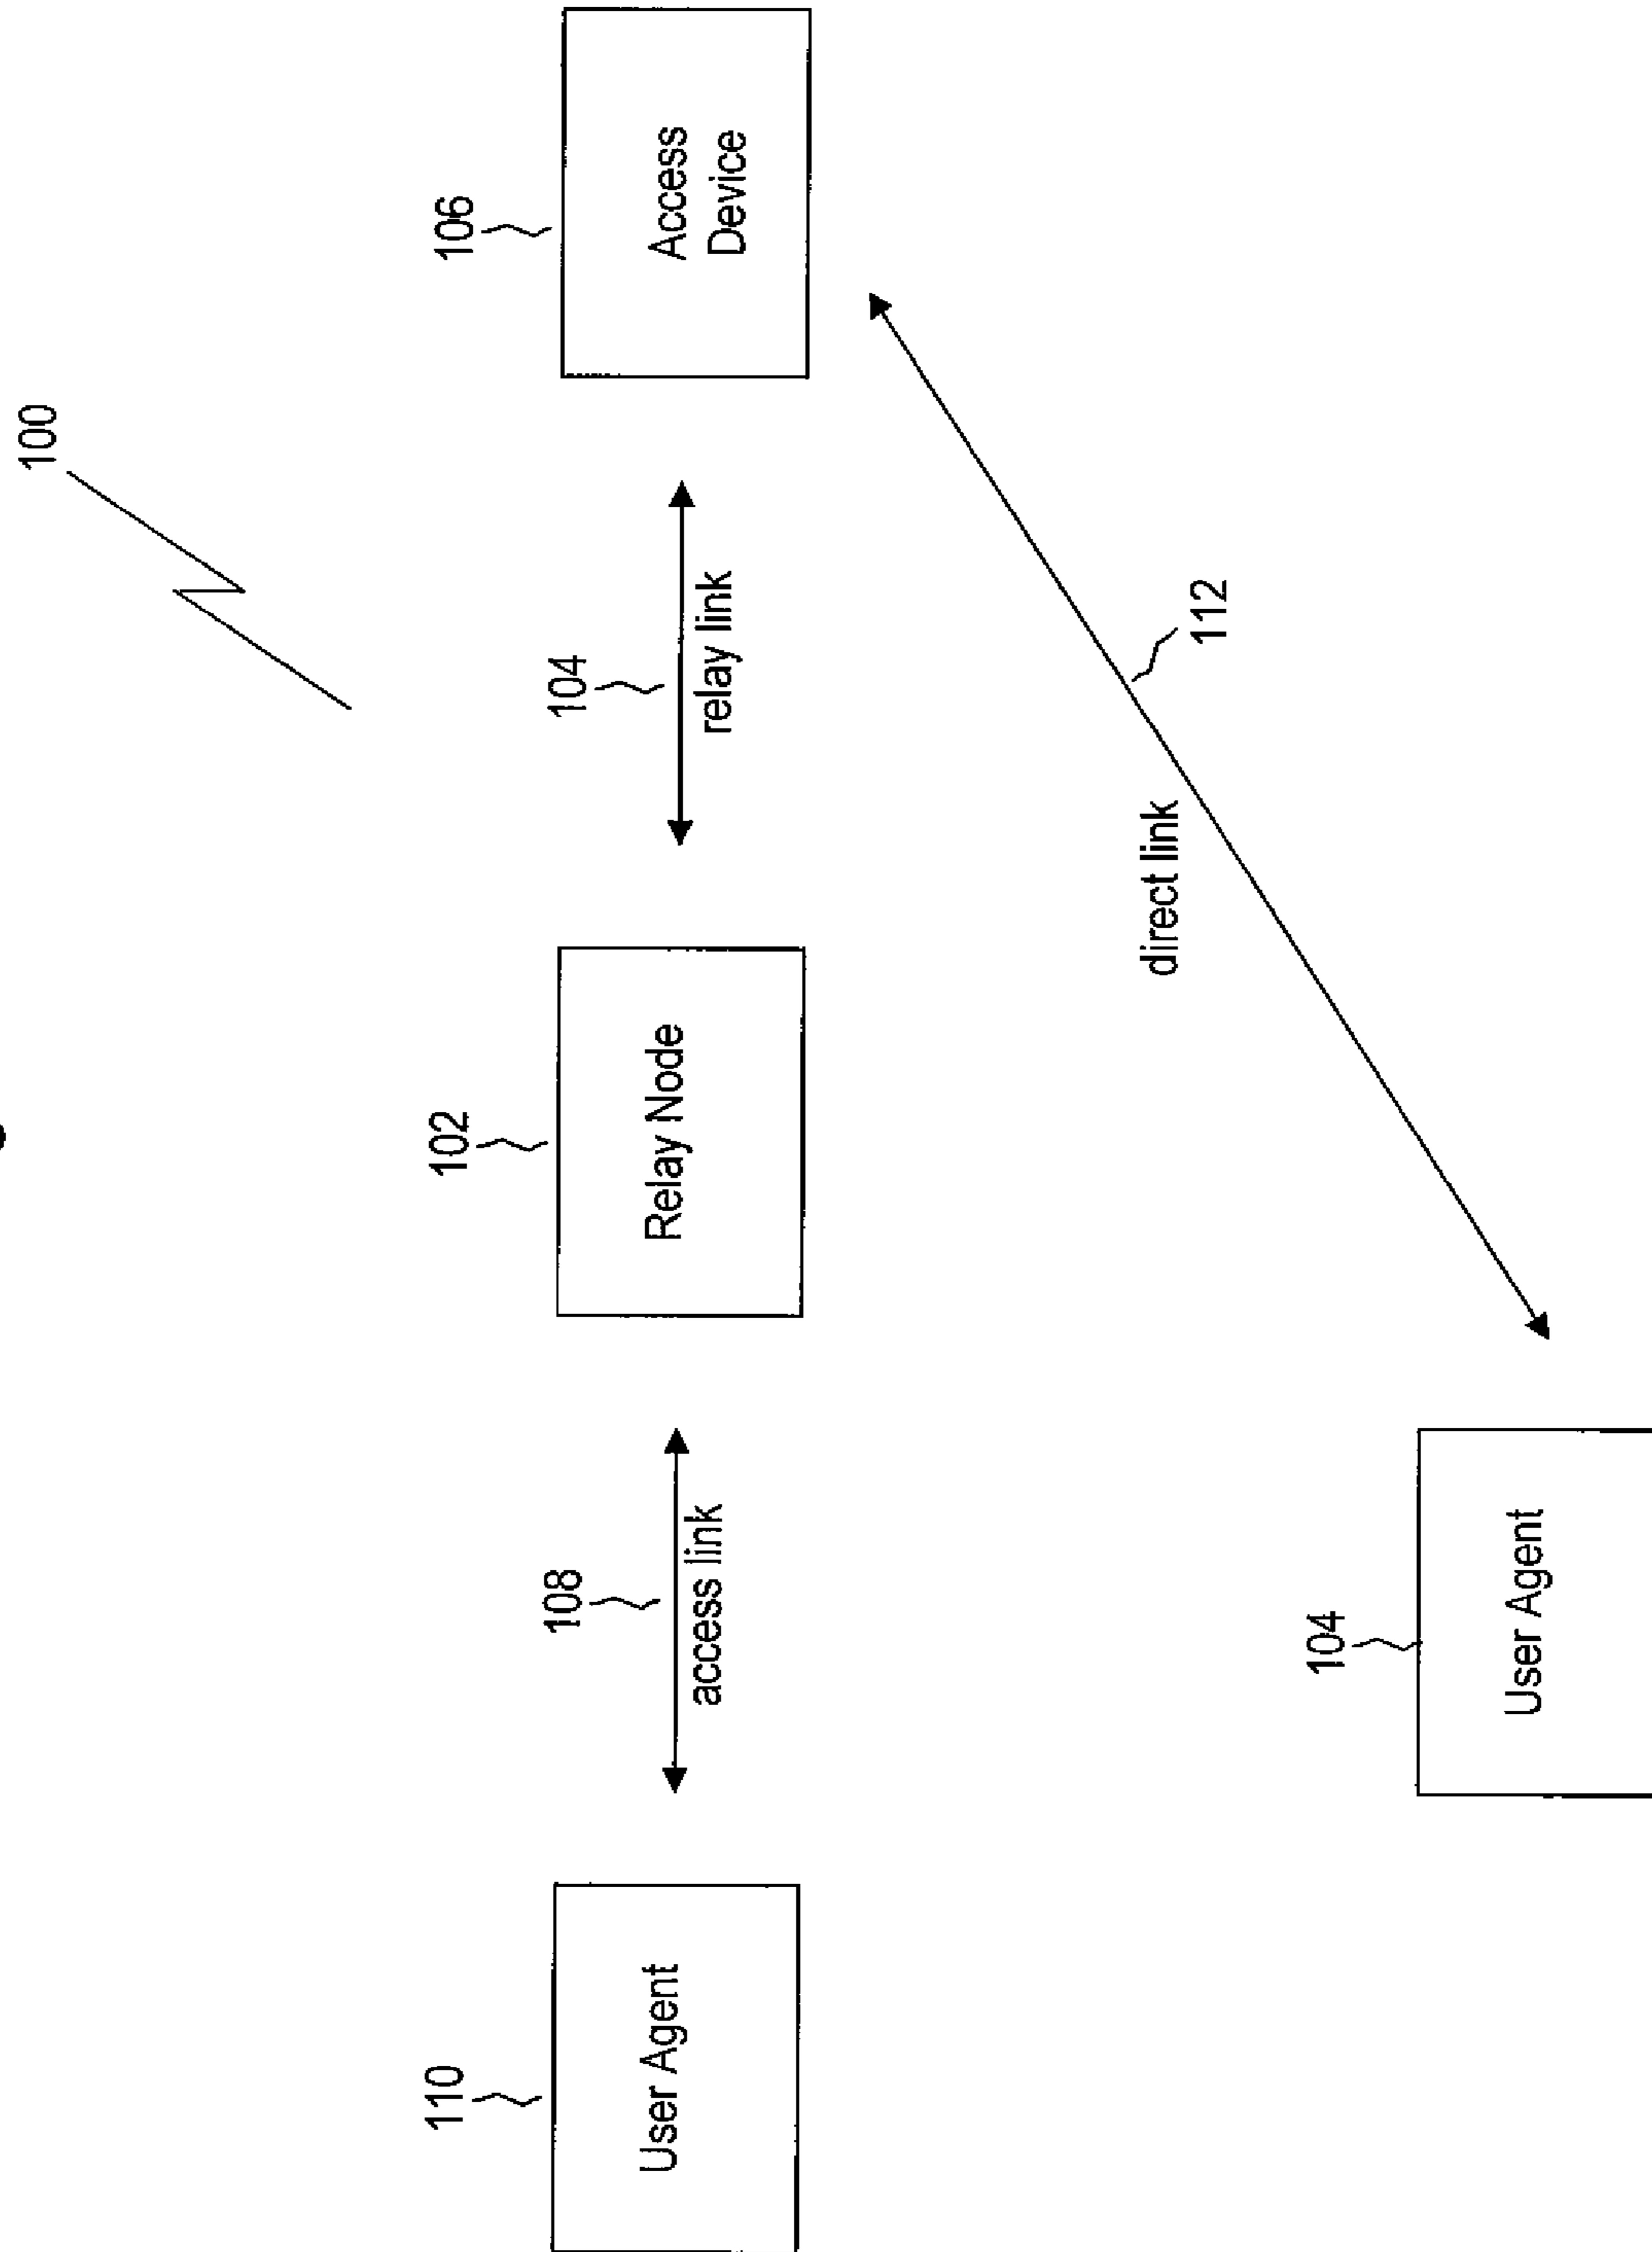 100
110
User Agent
108
access link
102
Relay Node
104
relay link
106
Access
Device
104
User Agent
direct link
112